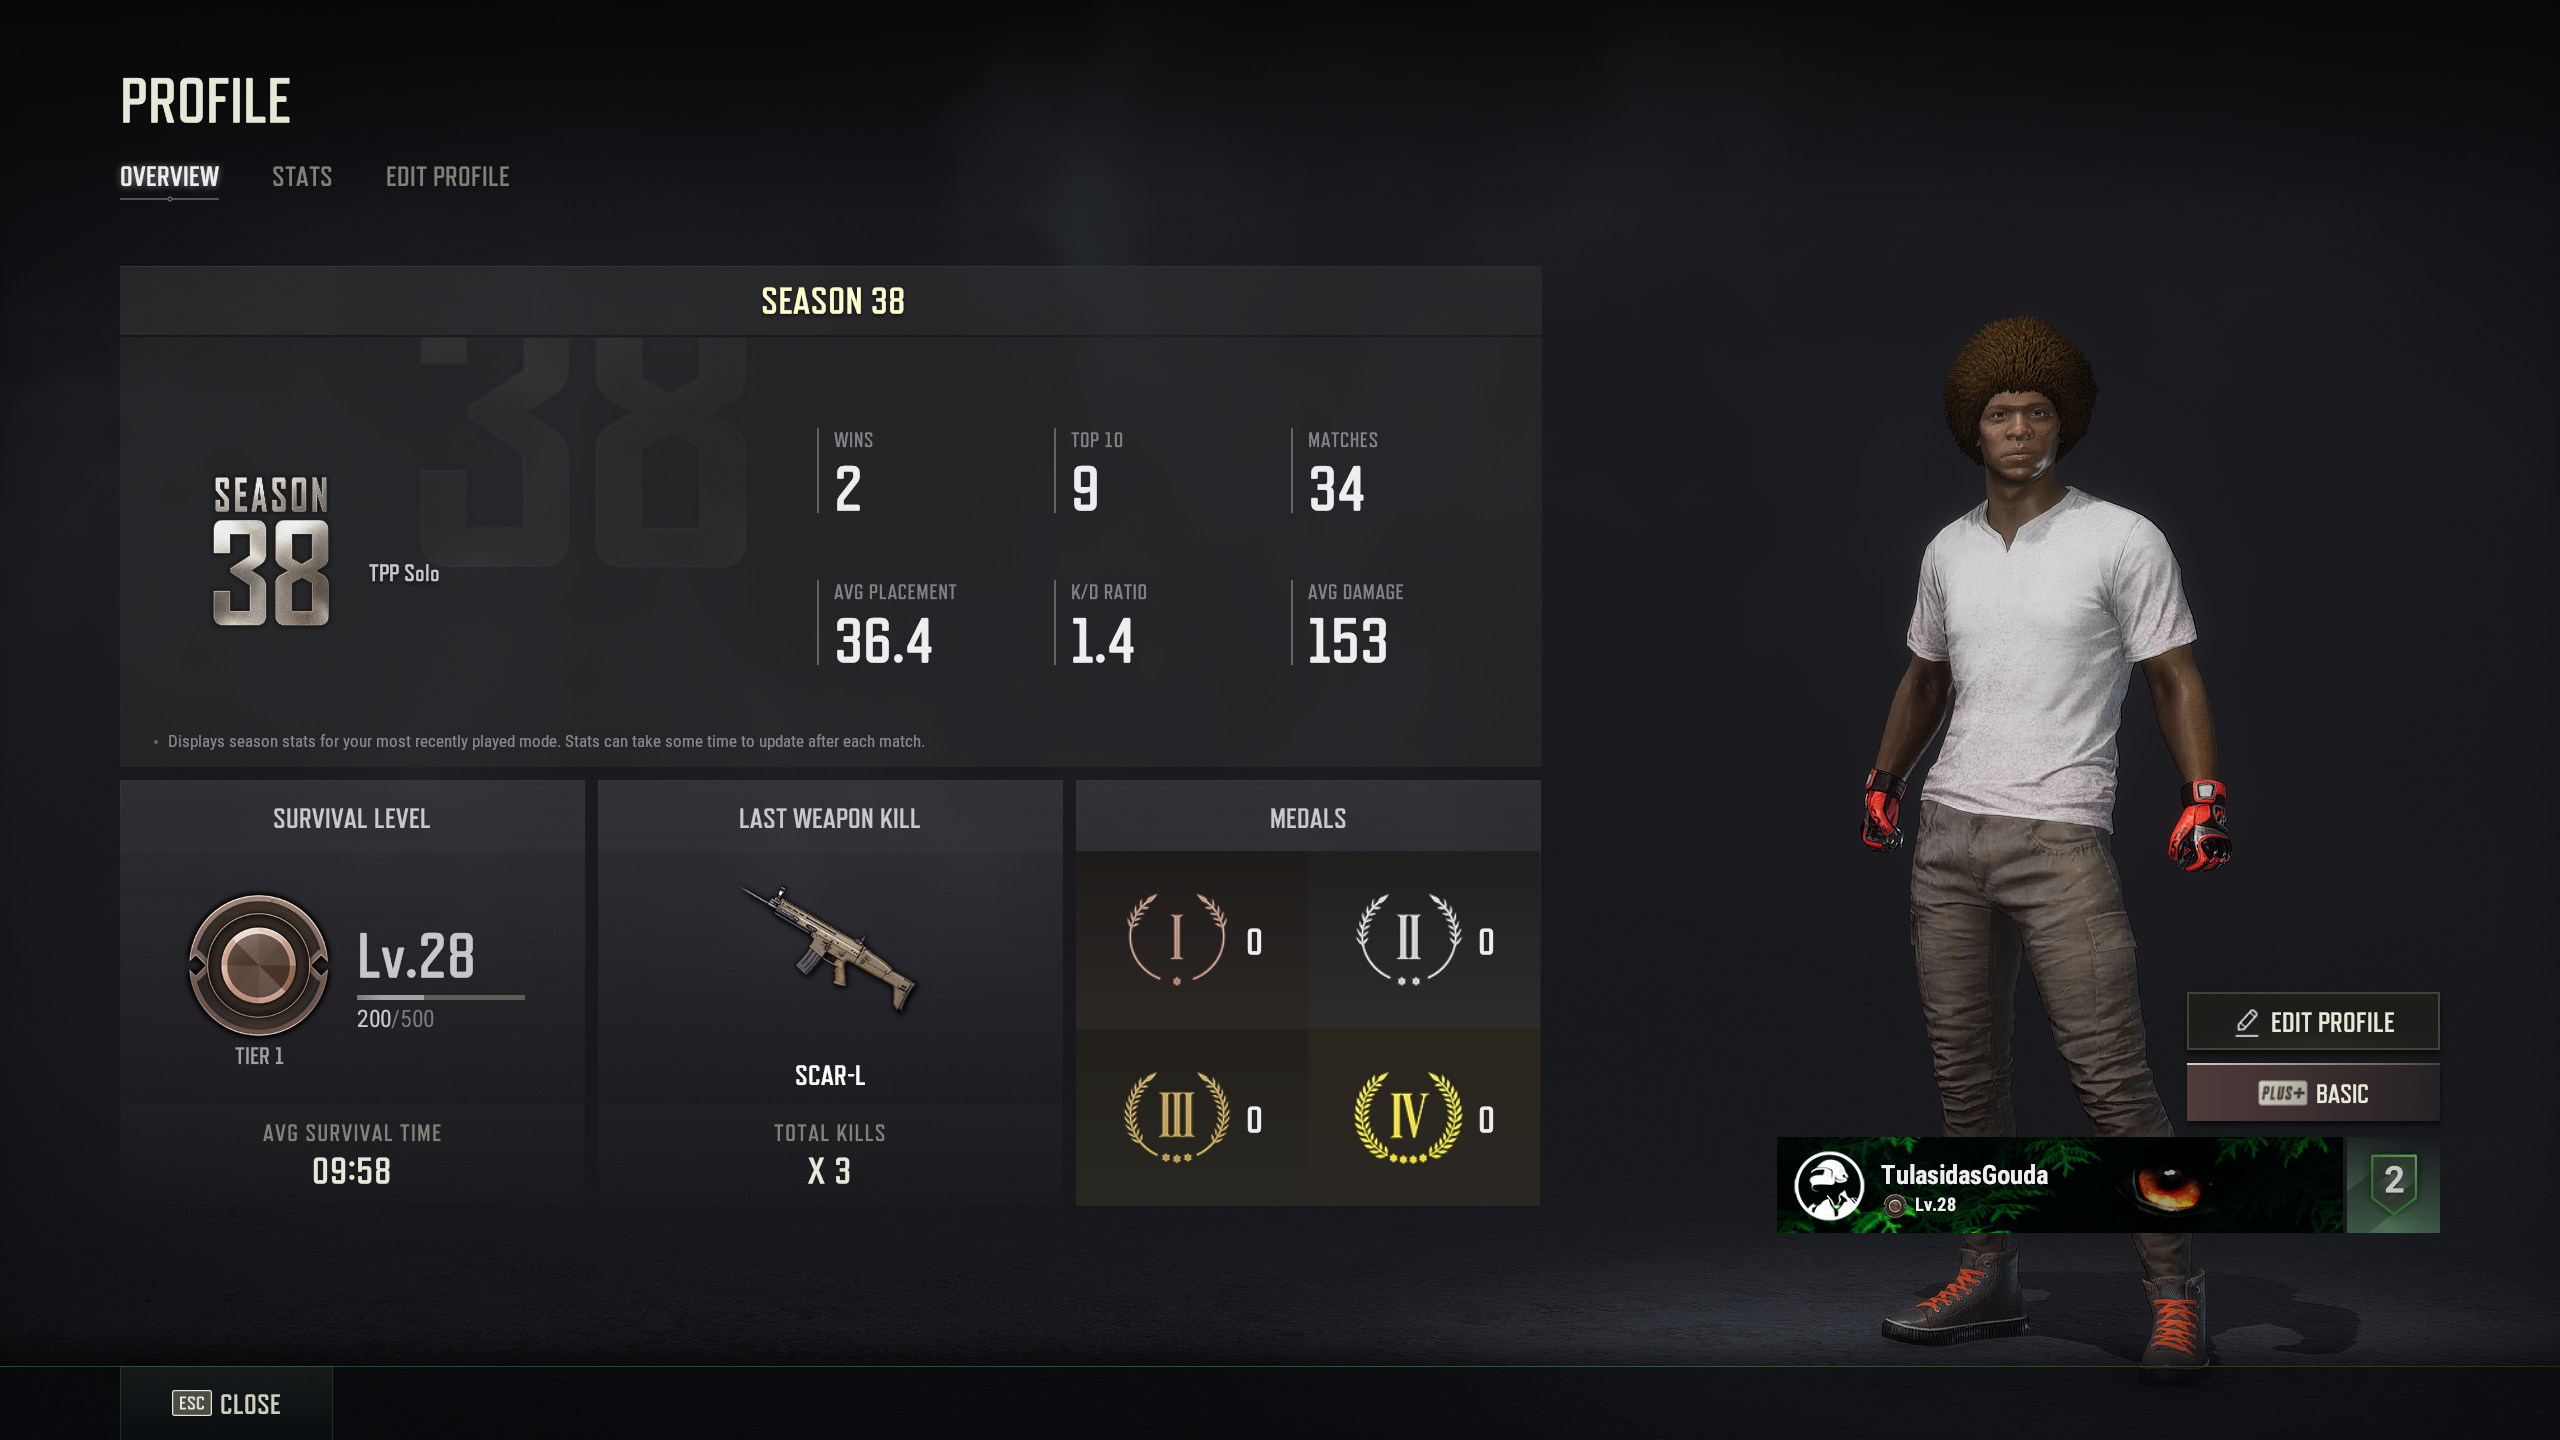 PROFILE
OVERVIEW STATS EDIT PROFILE
SEASON 38
38
SEASON
38
TPP Solo
WINS TOP 10 MATCHES
2 9 34
AVG PLACEMENT K/D RATIO AVG DAMAGE
36.4 1.4 153
• Displays season stats for your most recently played mode. Stats can take some time to update after each match.
SURVIVAL LEVEL
Lv.28
200/500
TIER 1
AVG SURVIVAL TIME
09:58
LAST WEAPON KILL
SCAR-L
TOTAL KILLS
X 3
MEDALS
I 0 II 0
III 0 IV 0
EDIT PROFILE
PLUS+ BASIC
TulasidasGouda
Lv.28
2
ESC CLOSE